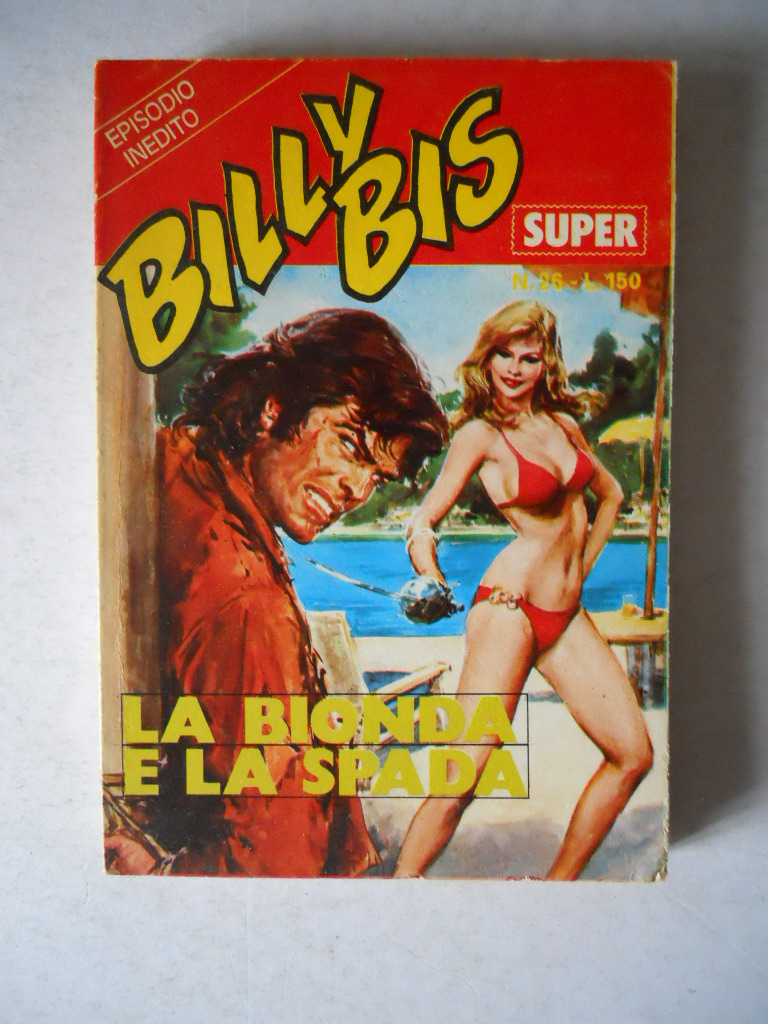 EPISODIO
INEDITO
BILLY
BIS
SUPER
N. 26 - L. 150
LA BIONDA
E LA SPADA